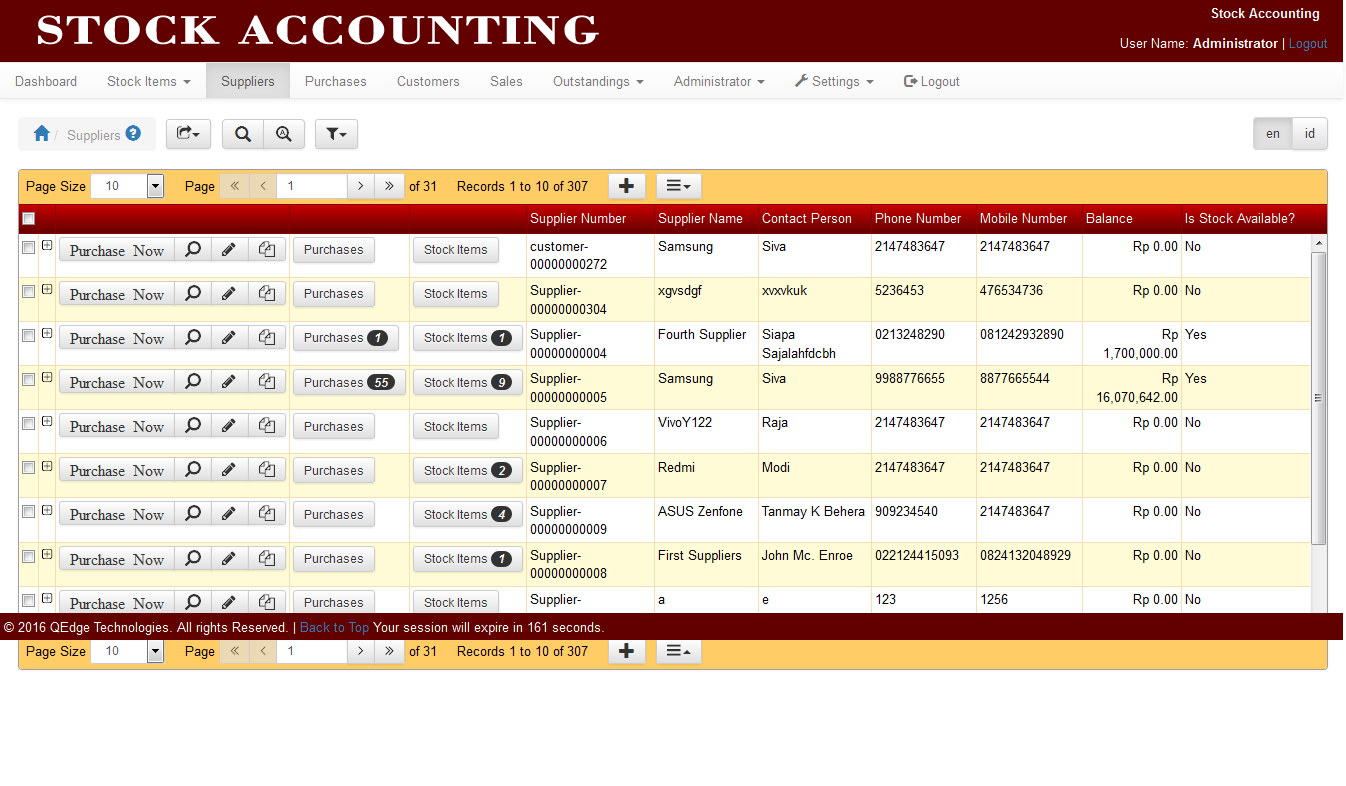 STOCK ACCOUNTING
Stock Accounting
User Name: Administrator | Logout
Dashboard Stock Items Suppliers Purchases Customers Sales Outstandings Administrator Settings Logout
/ Suppliers
en id
Page Size 10 Page « ‹ 1 › » of 31 Records 1 to 10 of 307
Supplier Number Supplier Name Contact Person Phone Number Mobile Number Balance Is Stock Available?
Purchase Now Purchases Stock Items customer- Samsung Siva 2147483647 2147483647 Rp 0.00 No
00000000272
Purchase Now Purchases Stock Items Supplier- xgvsdgf xvxvkuk 5236453 476534736 Rp 0.00 No
00000000304
Purchase Now Purchases 1 Stock Items 1 Supplier- Fourth Supplier Siapa 0213248290 081242932890 Rp Yes
00000000004 Sajalahfdcbh 1,700,000.00
Purchase Now Purchases 55 Stock Items 9 Supplier- Samsung Siva 9988776655 8877665544 Rp Yes
00000000005 16,070,642.00
Purchase Now Purchases Stock Items Supplier- VivoY122 Raja 2147483647 2147483647 Rp 0.00 No
00000000006
Purchase Now Purchases Stock Items 2 Supplier- Redmi Modi 2147483647 2147483647 Rp 0.00 No
00000000007
Purchase Now Purchases Stock Items 4 Supplier- ASUS Zenfone Tanmay K Behera 909234540 2147483647 Rp 0.00 No
00000000009
Purchase Now Purchases Stock Items 1 Supplier- First Suppliers John Mc. Enroe 022124415093 0824132048929 Rp 0.00 No
00000000008
Purchase Now Purchases Stock Items Supplier- a e 123 1256 Rp 0.00 No
© 2016 QEdge Technologies. All rights Reserved. | Back to Top Your session will expire in 161 seconds.
Page Size 10 Page « ‹ 1 › » of 31 Records 1 to 10 of 307